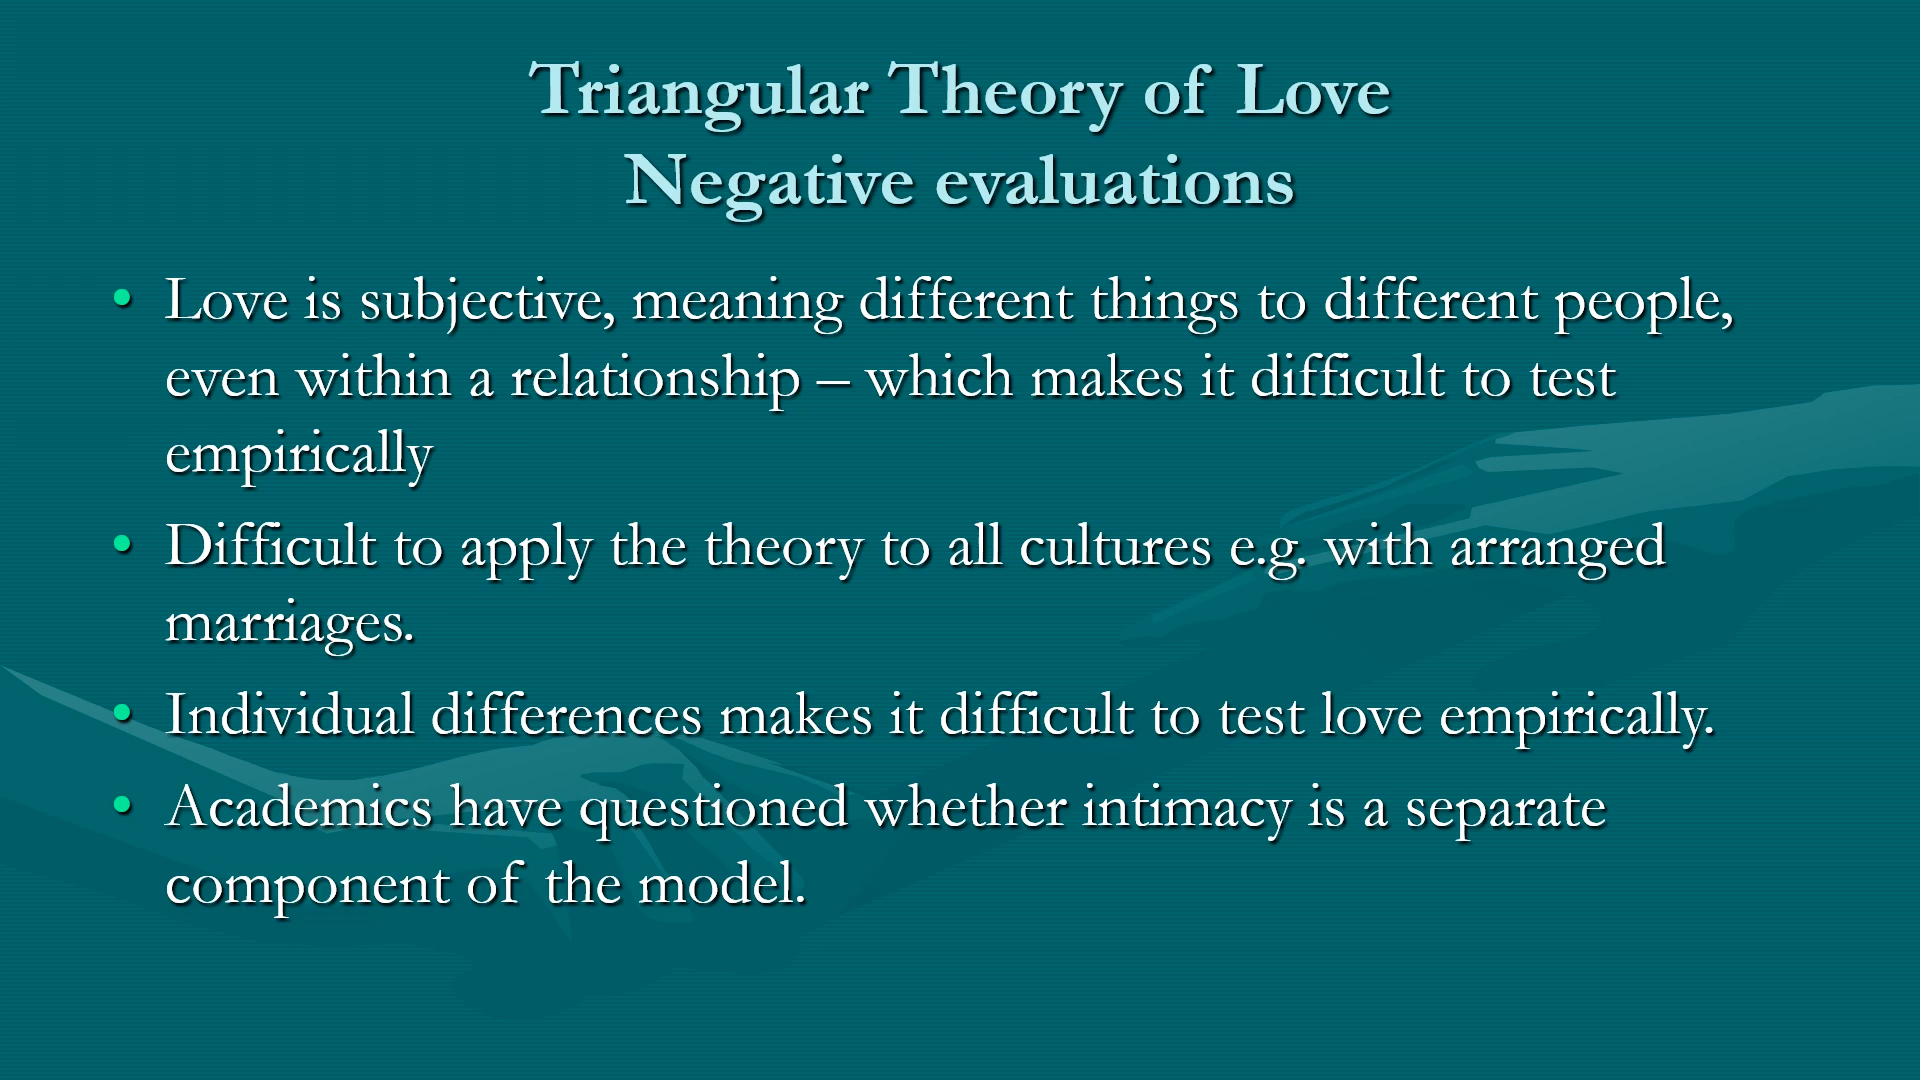 Triangular Theory of Love
Negative evaluations
• Love is subjective, meaning different things to different people,
even within a relationship – which makes it difficult to test
empirically
• Difficult to apply the theory to all cultures e.g. with arranged
marriages.
• Individual differences makes it difficult to test love empirically.
• Academics have questioned whether intimacy is a separate
component of the model.